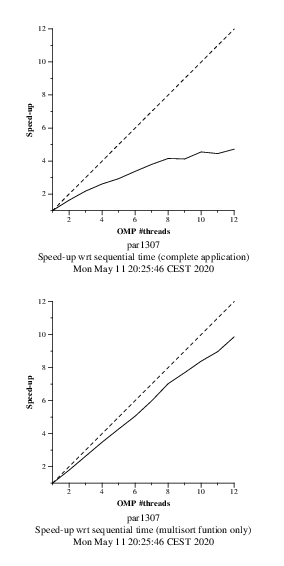 12
10
8
6
4
2
Speed-up
2 4 6 8 10 12
OMP #threads
par1307
Speed-up wrt sequential time (complete application)
Mon May 11 20:25:46 CEST 2020
12
10
8
6
4
2
Speed-up
2 4 6 8 10 12
OMP #threads
par1307
Speed-up wrt sequential time (multisort funtion only)
Mon May 11 20:25:46 CEST 2020